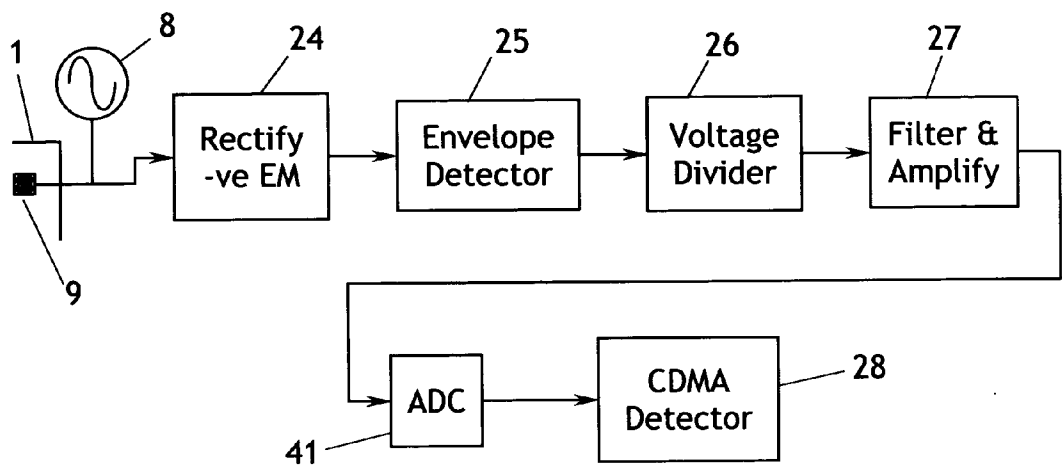 1
8
24
25
26
27
Rectify
-ve EM
Envelope
Detector
Voltage
Divider
Filter &
Amplify
9
ADC
41
CDMA
Detector
28